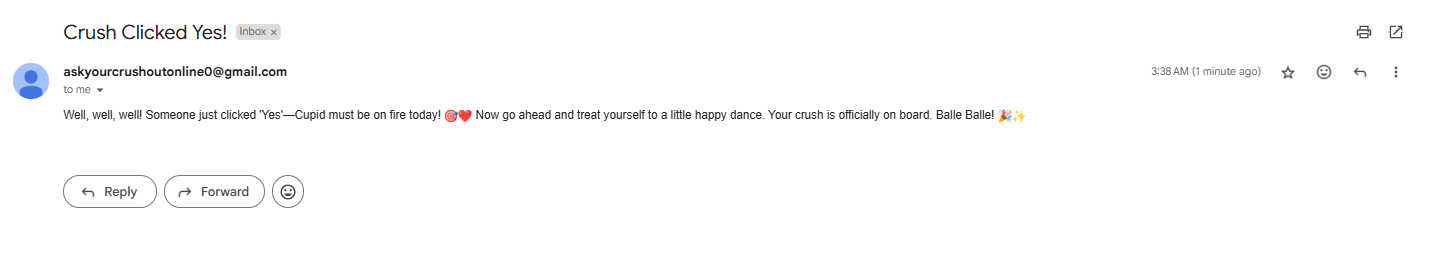 Crush Clicked Yes! Inbox ×
askyourcrushoutonline0@gmail.com 3:38 AM (1 minute ago)
to me
Well, well, well! Someone just clicked 'Yes'—Cupid must be on fire today! 🎯❤️ Now go ahead and treat yourself to a little happy dance. Your crush is officially on board. Balle Balle! 🎉✨
Reply Forward